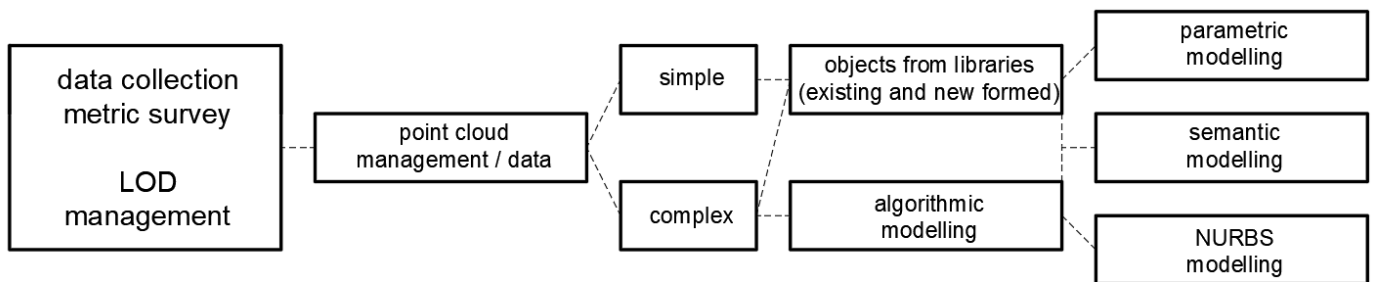 data collection
metric survey
LOD
management
point cloud
management / data
simple
complex
objects from libraries
(existing and new formed)
algorithmic
modelling
parametric
modelling
semantic
modelling
NURBS
modelling